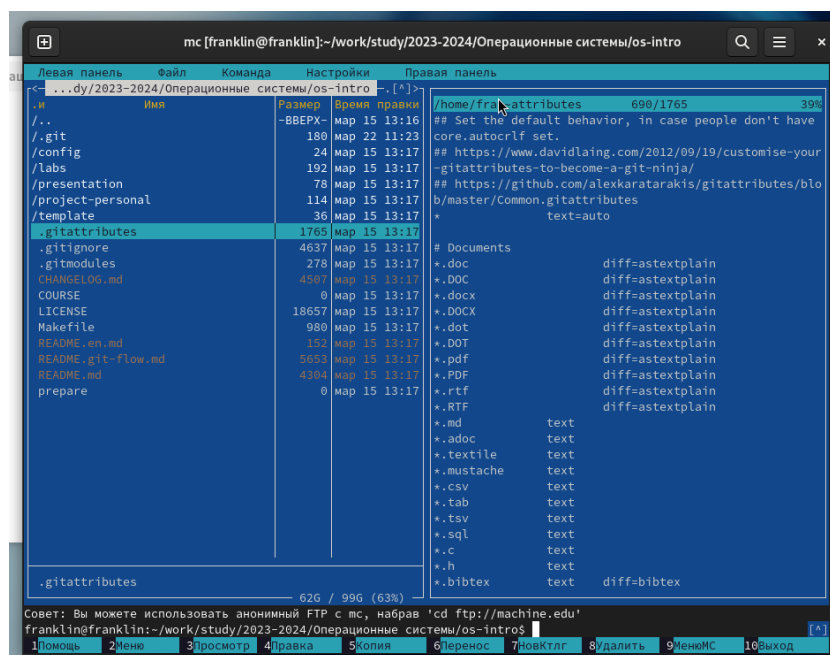 mc [franklin@franklin]:~/work/study/2023-2024/Операционные системы/os-intro
Левая панель Файл Команда Настройки Правая панель
<— ...dy/2023-2024/Операционные системы/os-intro —.[^]>
.и Имя Размер Время правки
/.. -ВВЕРХ- мар 15 13:16
/.git 180 мар 22 11:23
/config 24 мар 15 13:17
/labs 192 мар 15 13:17
/presentation 78 мар 15 13:17
/project-personal 114 мар 15 13:17
/template 36 мар 15 13:17
.gitattributes 1765 мар 15 13:17
.gitignore 4637 мар 15 13:17
.gitmodules 278 мар 15 13:17
CHANGELOG.md 4507 мар 15 13:17
COURSE 0 мар 15 13:17
LICENSE 18657 мар 15 13:17
Makefile 980 мар 15 13:17
README.en.md 152 мар 15 13:17
README.git-flow.md 5653 мар 15 13:17
README.md 4304 мар 15 13:17
prepare 0 мар 15 13:17
.gitattributes
62G / 99G (63%)
/home/fra~attributes 690/1765 39%
## Set the default behavior, in case people don't have
core.autocrlf set.
## https://www.davidlaing.com/2012/09/19/customise-your
-gitattributes-to-become-a-git-ninja/
## https://github.com/alexkaratarakis/gitattributes/blo
b/master/Common.gitattributes
* text=auto
# Documents
*.doc diff=astextplain
*.DOC diff=astextplain
*.docx diff=astextplain
*.DOCX diff=astextplain
*.dot diff=astextplain
*.DOT diff=astextplain
*.pdf diff=astextplain
*.PDF diff=astextplain
*.rtf diff=astextplain
*.RTF diff=astextplain
*.md text
*.adoc text
*.textile text
*.mustache text
*.csv text
*.tab text
*.tsv text
*.sql text
*.c text
*.h text
*.bibtex text diff=bibtex
Совет: Вы можете использовать анонимный FTP с mc, набрав 'cd ftp://machine.edu'
franklin@franklin:~/work/study/2023-2024/Операционные системы/os-intro$ [^]
1Помощь 2Меню 3Просмотр 4Правка 5Копия 6Перенос 7НовКтлг 8Удалить 9МенюMC 10Выход